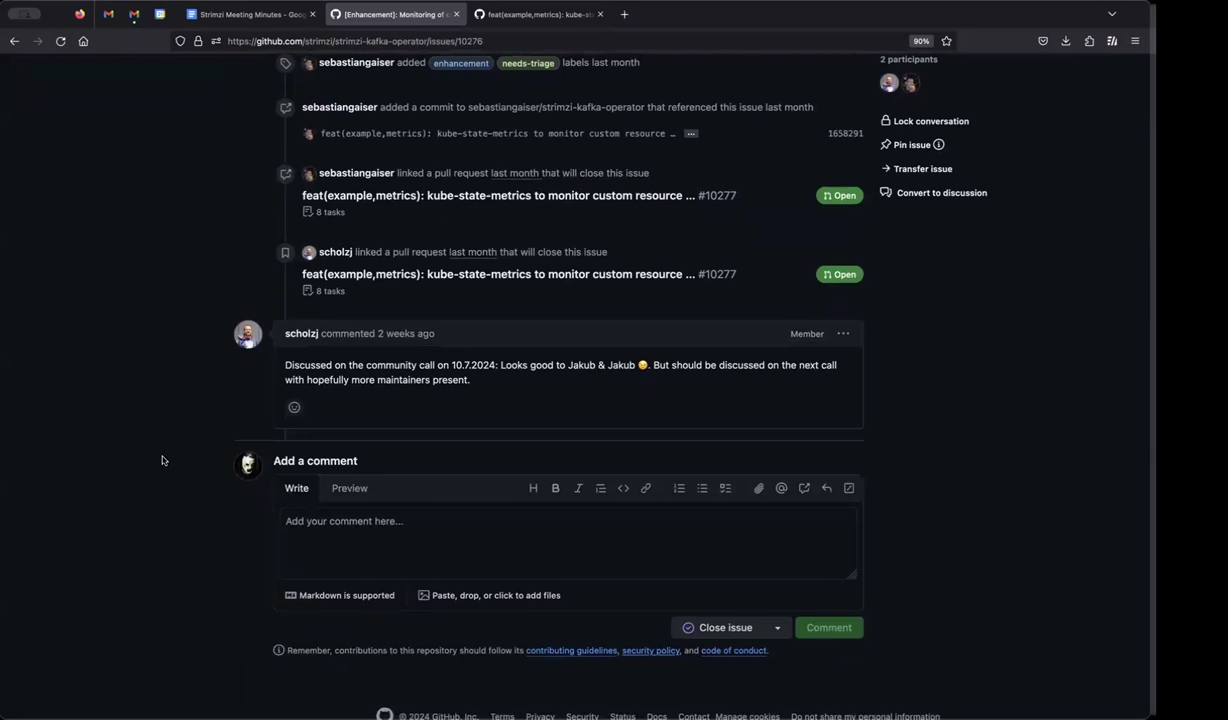 Strimzi Meeting Minutes - Goog
[Enhancement]: Monitoring of c
feat(example,metrics): kube-st
https://github.com/strimzi/strimzi-kafka-operator/issues/10276
90%
sebastiangaiser added enhancement needs-triage labels last month
2 participants
sebastiangaiser added a commit to sebastiangaiser/strimzi-kafka-operator that referenced this issue last month
Lock conversation
feat(example,metrics): kube-state-metrics to monitor custom resource … ... 1658291
Pin issue
Transfer issue
sebastiangaiser linked a pull request last month that will close this issue
feat(example,metrics): kube-state-metrics to monitor custom resource ... #10277
Open
Convert to discussion
8 tasks
scholzj linked a pull request last month that will close this issue
feat(example,metrics): kube-state-metrics to monitor custom resource ... #10277
Open
8 tasks
scholzj commented 2 weeks ago
Member ...
Discussed on the community call on 10.7.2024: Looks good to Jakub & Jakub 😉. But should be discussed on the next call
with hopefully more maintainers present.
Add a comment
Write
Preview
Add your comment here...
Markdown is supported
Paste, drop, or click to add files
Close issue
Comment
Remember, contributions to this repository should follow its contributing guidelines, security policy, and code of conduct.
© 2024 GitHub, Inc. Terms Privacy Security Status Docs Contact Manage cookies Do not share my personal information